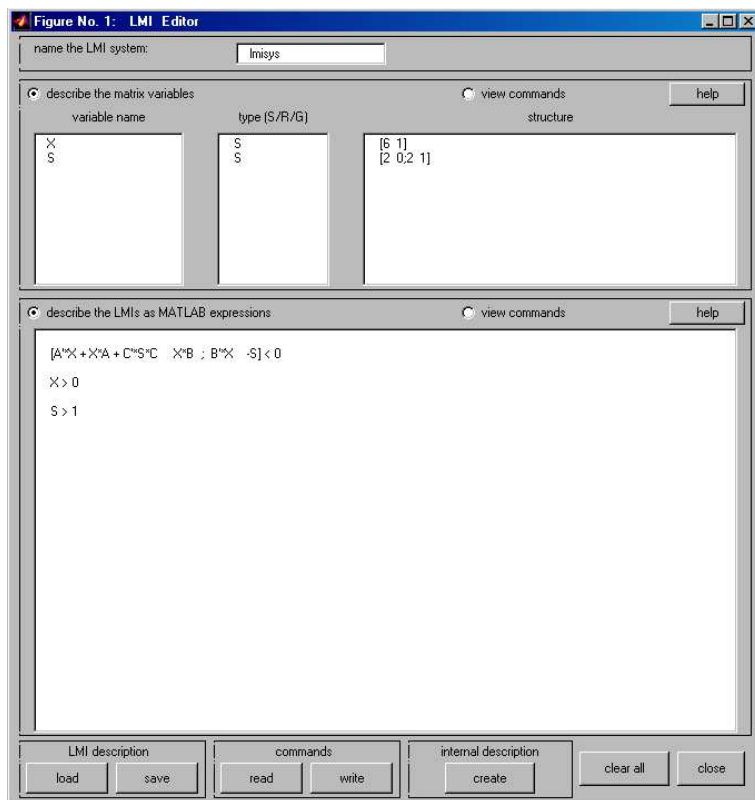 Figure No. 1: LMI Editor
name the LMI system: lmisys
describe the matrix variables view commands help
variable name type (S/R/G) structure
X S [6 1]
S S [2 0;2 1]
describe the LMIs as MATLAB expressions view commands help
[A'*X + X*A + C'*S*C X*B ; B'*X -S] < 0
X > 0
S > 1
LMI description commands internal description
load save read write create clear all close